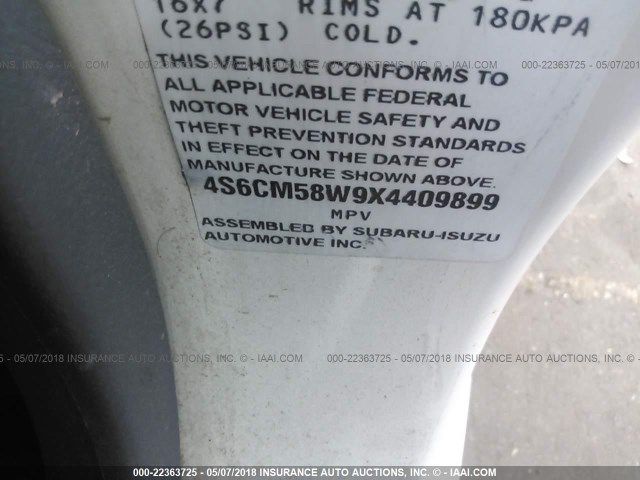 16X7 RIMS AT 180KPA
(26PSI) COLD.
THIS VEHICLE CONFORMS TO
ALL APPLICABLE FEDERAL
MOTOR VEHICLE SAFETY AND
THEFT PREVENTION STANDARDS
IN EFFECT ON THE DATE OF
MANUFACTURE SHOWN ABOVE.
4S6CM58W9X4409899
MPV
ASSEMBLED BY SUBARU-ISUZU
AUTOMOTIVE INC.
000-22363725 - 05/07/2018 INSURANCE AUTO AUCTIONS, INC. © - IAAI.COM